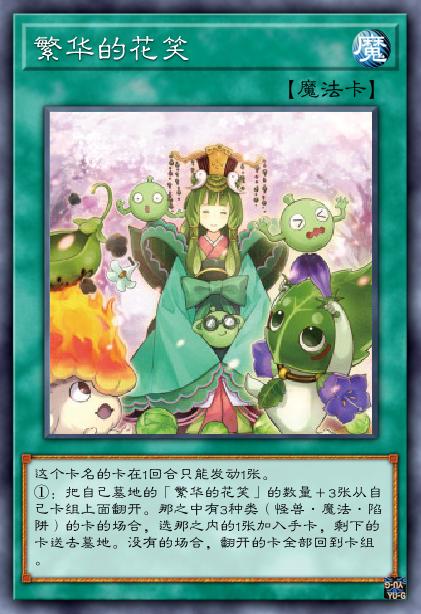 繁华的花笑
魔
【魔法卡】
这个卡名的卡在1回合只能发动1张。
①：把自己墓地的「繁华的花笑」的数量＋3张从自
己卡组上面翻开。那之中有3种类（怪兽·魔法·陷
阱）的卡的场合，选那之内的1张加入手卡，剩下的
卡送去墓地。没有的场合，翻开的卡全部回到卡组
。